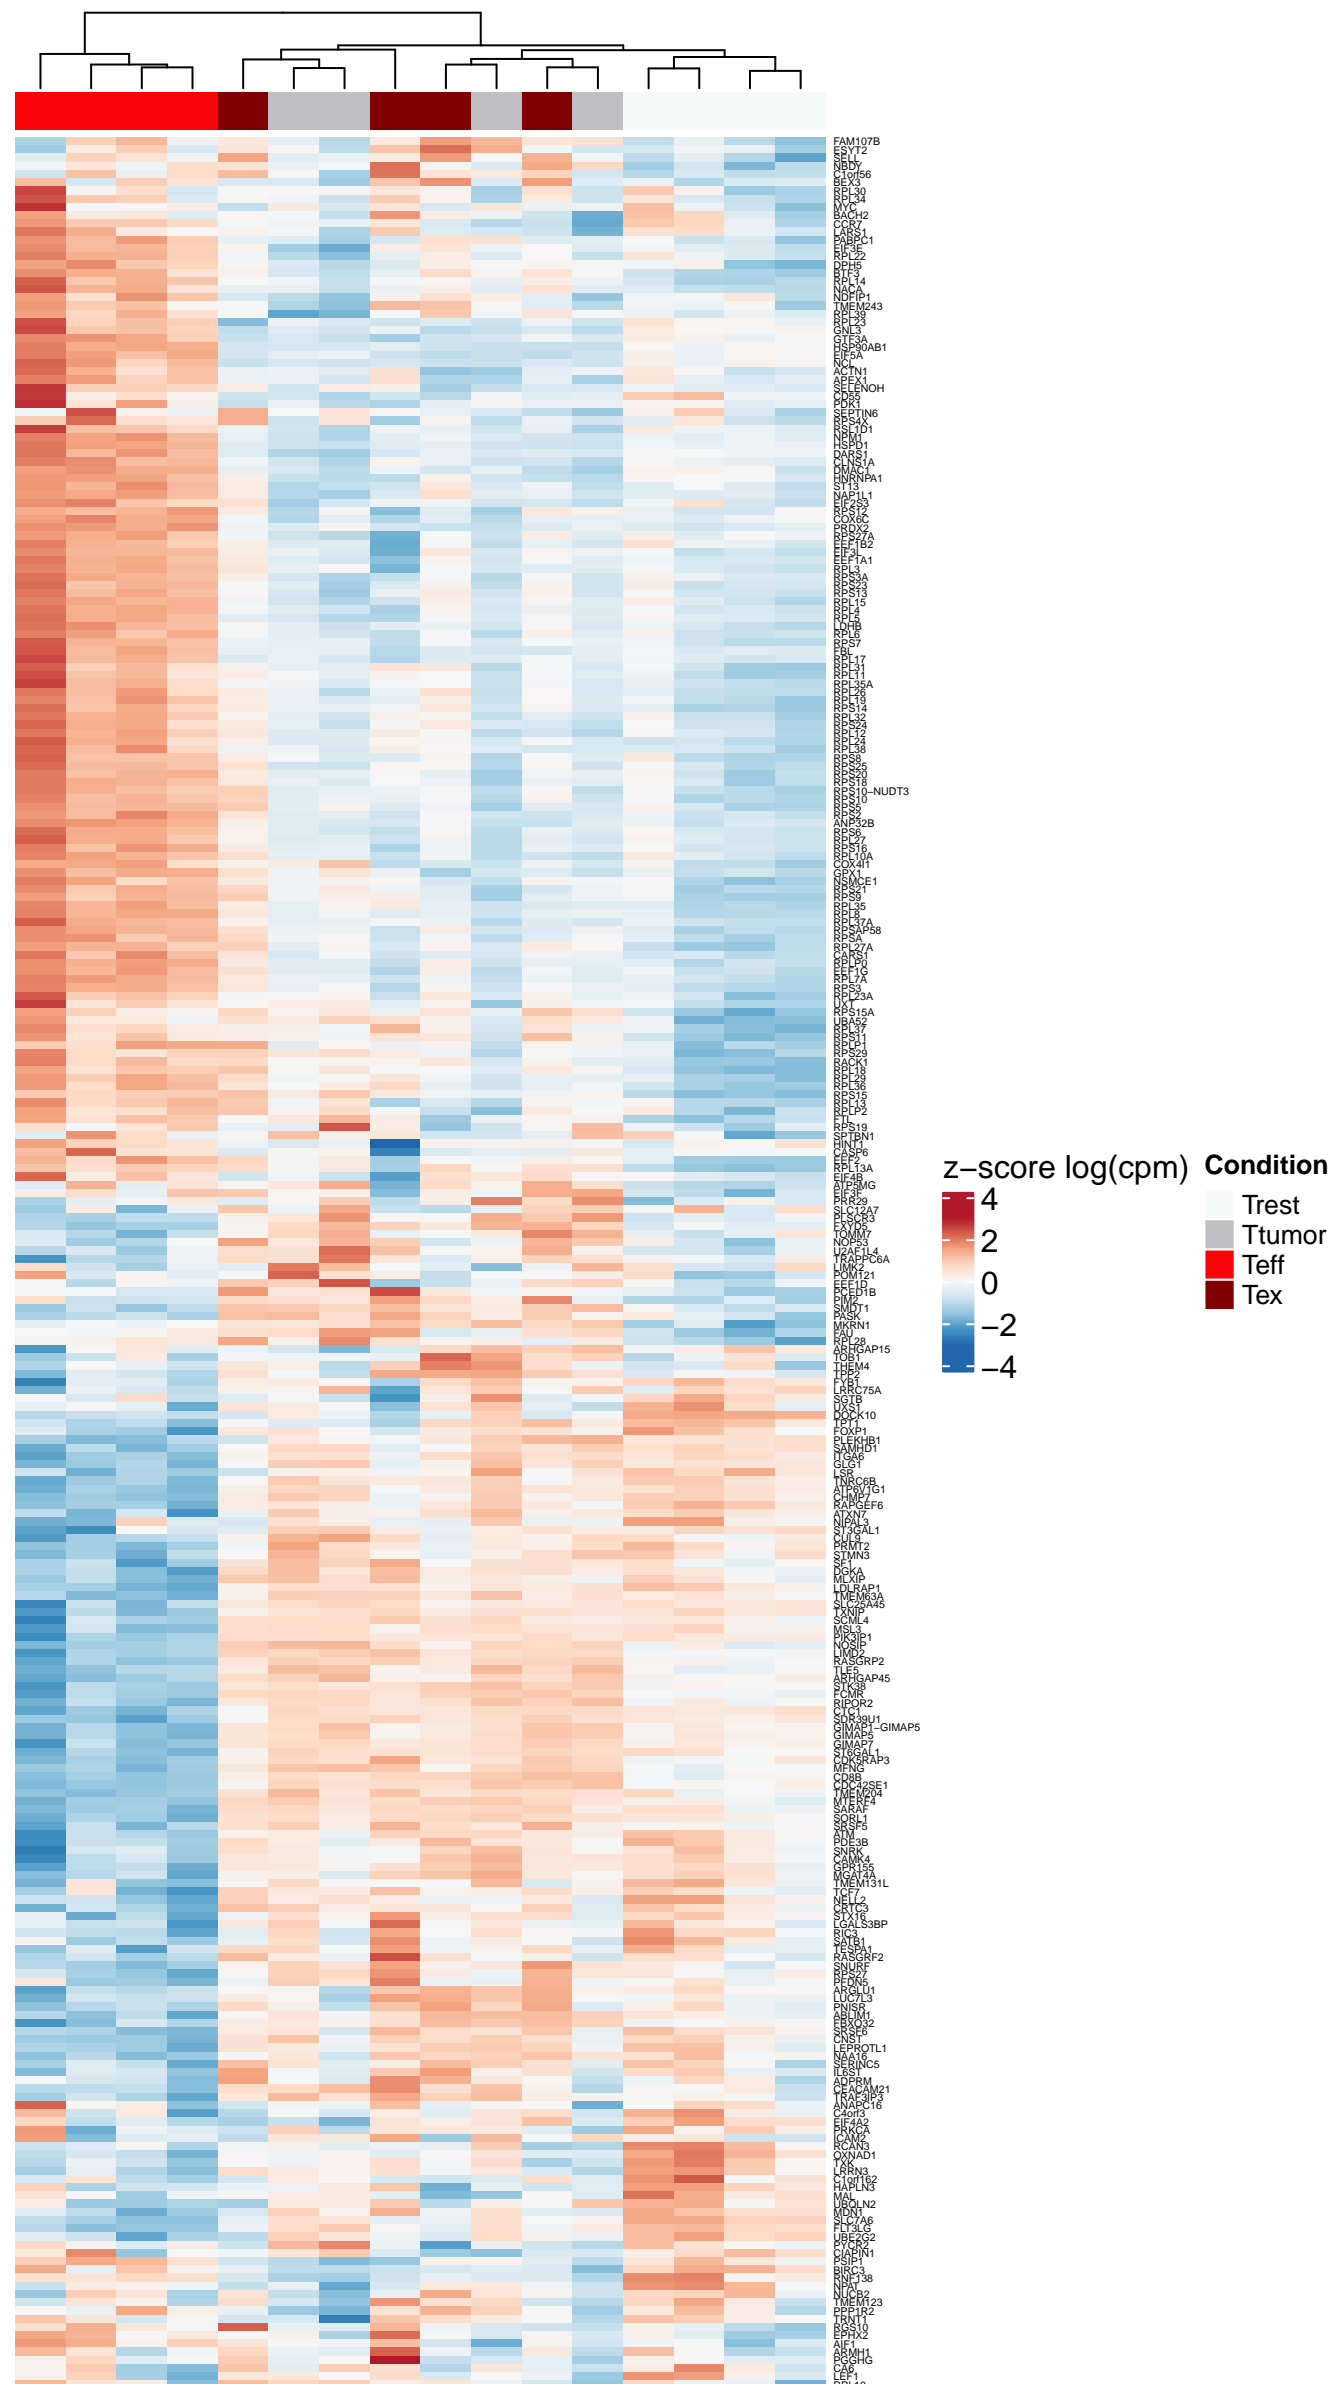 FAM107B
ESYT2
SELL
NBDY
C1orf56
BEX3
RPL30
RPL34
MYC
BACH2
CCR7
LARS1
PABPC1
EIF3E
RPL22
DPH5
BTF3
RPL14
NACA
NDFIP1
TMEM243
RPL39
RPL23
GNL3
GTF3A
HSP90AB1
EIF5A
NCL
ACTN1
APEX1
SELENOH
CD55
PDK1
SEPTIN6
RPS4X
RSL1D1
NPM1
HSPD1
DARS1
CLNS1A
DMAC1
HNRNPA1
ST13
NAP1L1
EIF2S3
RPS12
COX6C
PRDX2
RPS27A
EEF1B2
EIF3L
EEF1A1
RPL3
RPS3A
RPS23
RPS13
RPL15
RPL4
RPL5
LDHB
RPL6
RPS7
FBL
RPL17
RPL31
RPL11
RPL35A
RPL26
RPL19
RPS14
RPL32
RPS24
RPL12
RPL24
RPL38
RPS8
RPS25
RPS20
RPS18
RPS10−NUDT3
RPS10
RPS5
RPS2
ANP32B
RPS6
RPL27
RPS16
RPL10A
COX4I1
GPX1
NSMCE1
RPS21
RPS9
RPL35
RPL8
RPL37A
RPSAP58
RPSA
RPL27A
CARS1
RPLP0
EEF1G
RPL7A
RPS3
RPL23A
UXT
RPS15A
UBA52
RPL37
RPS11
RPLP1
RPS29
RACK1
RPL18
RPL29
RPL36
RPS15
RPL13
RPLP2
FTL
RPS19
SPTBN1
HINT1
CASP6
EEF2
RPL13A
EIF4B
ATP5MG
EIF3F
PRR29
SLC12A7
PLSCR3
FXYD5
TOMM7
NOP53
U2AF1L4
TRAPPC6A
LIMK2
POM121
EEF1D
PCED1B
PIM2
SMDT1
PASK
MKRN1
FAU
RPL28
ARHGAP15
TOB1
THEM4
TPP2
FYB1
LRRC75A
SGTB
UXS1
DOCK10
TPT1
FOXP1
PLEKHB1
SAMHD1
ITGA6
GLG1
LSR
TNRC6B
ATP6V1G1
CHMP7
RAPGEF6
ATXN7
NIPAL3
ST3GAL1
CUL9
PRMT2
STMN3
SF1
DGKA
MLXIP
LDLRAP1
TMEM63A
SLC25A45
TXNIP
SCML4
MSL3
PIK3IP1
NOSIP
LIMD2
RASGRP2
TLE5
ARHGAP45
STK38
FCMR
RIPOR2
CTC1
SDR39U1
GIMAP1−GIMAP5
GIMAP5
GIMAP7
ST6GAL1
CDK5RAP3
MFNG
CD8B
CDC42SE1
TMEM204
MTERF4
SARAF
SORL1
SRSF5
ATM
PDE3B
SNRK
CAMK4
GPR155
MGAT4A
TMEM131L
TCF7
NELL2
CRTC3
STX16
LGALS3BP
RIC3
SATB1
TESPA1
RASGRF2
SNURF
RPS27
PFDN5
ARGLU1
LUC7L3
PNISR
ABLIM1
FBXO32
SRSF6
CNST
LEPROTL1
NAA16
SERINC5
IL6ST
ADPRM
CEACAM21
TRAF3IP3
ANAPC16
C4orf3
EIF4A2
PRKCA
ICAM2
RCAN3
OXNAD1
TXK
LRRN3
C1orf162
HAPLN3
MAL
UBQLN2
MDN1
SLC7A6
FLT3LG
UBE2G2
PYCR2
CIAPIN1
PSIP1
BIRC3
RNF138
NPAT
NUCB2
TMEM123
PPP1R2
TRNT1
RGS10
EPHX2
AIF1
ARMH1
PGGHG
CA6
LEF1
z−score log(cpm)
4
2
0
−2
−4
Condition
Trest
Ttumor
Teff
Tex